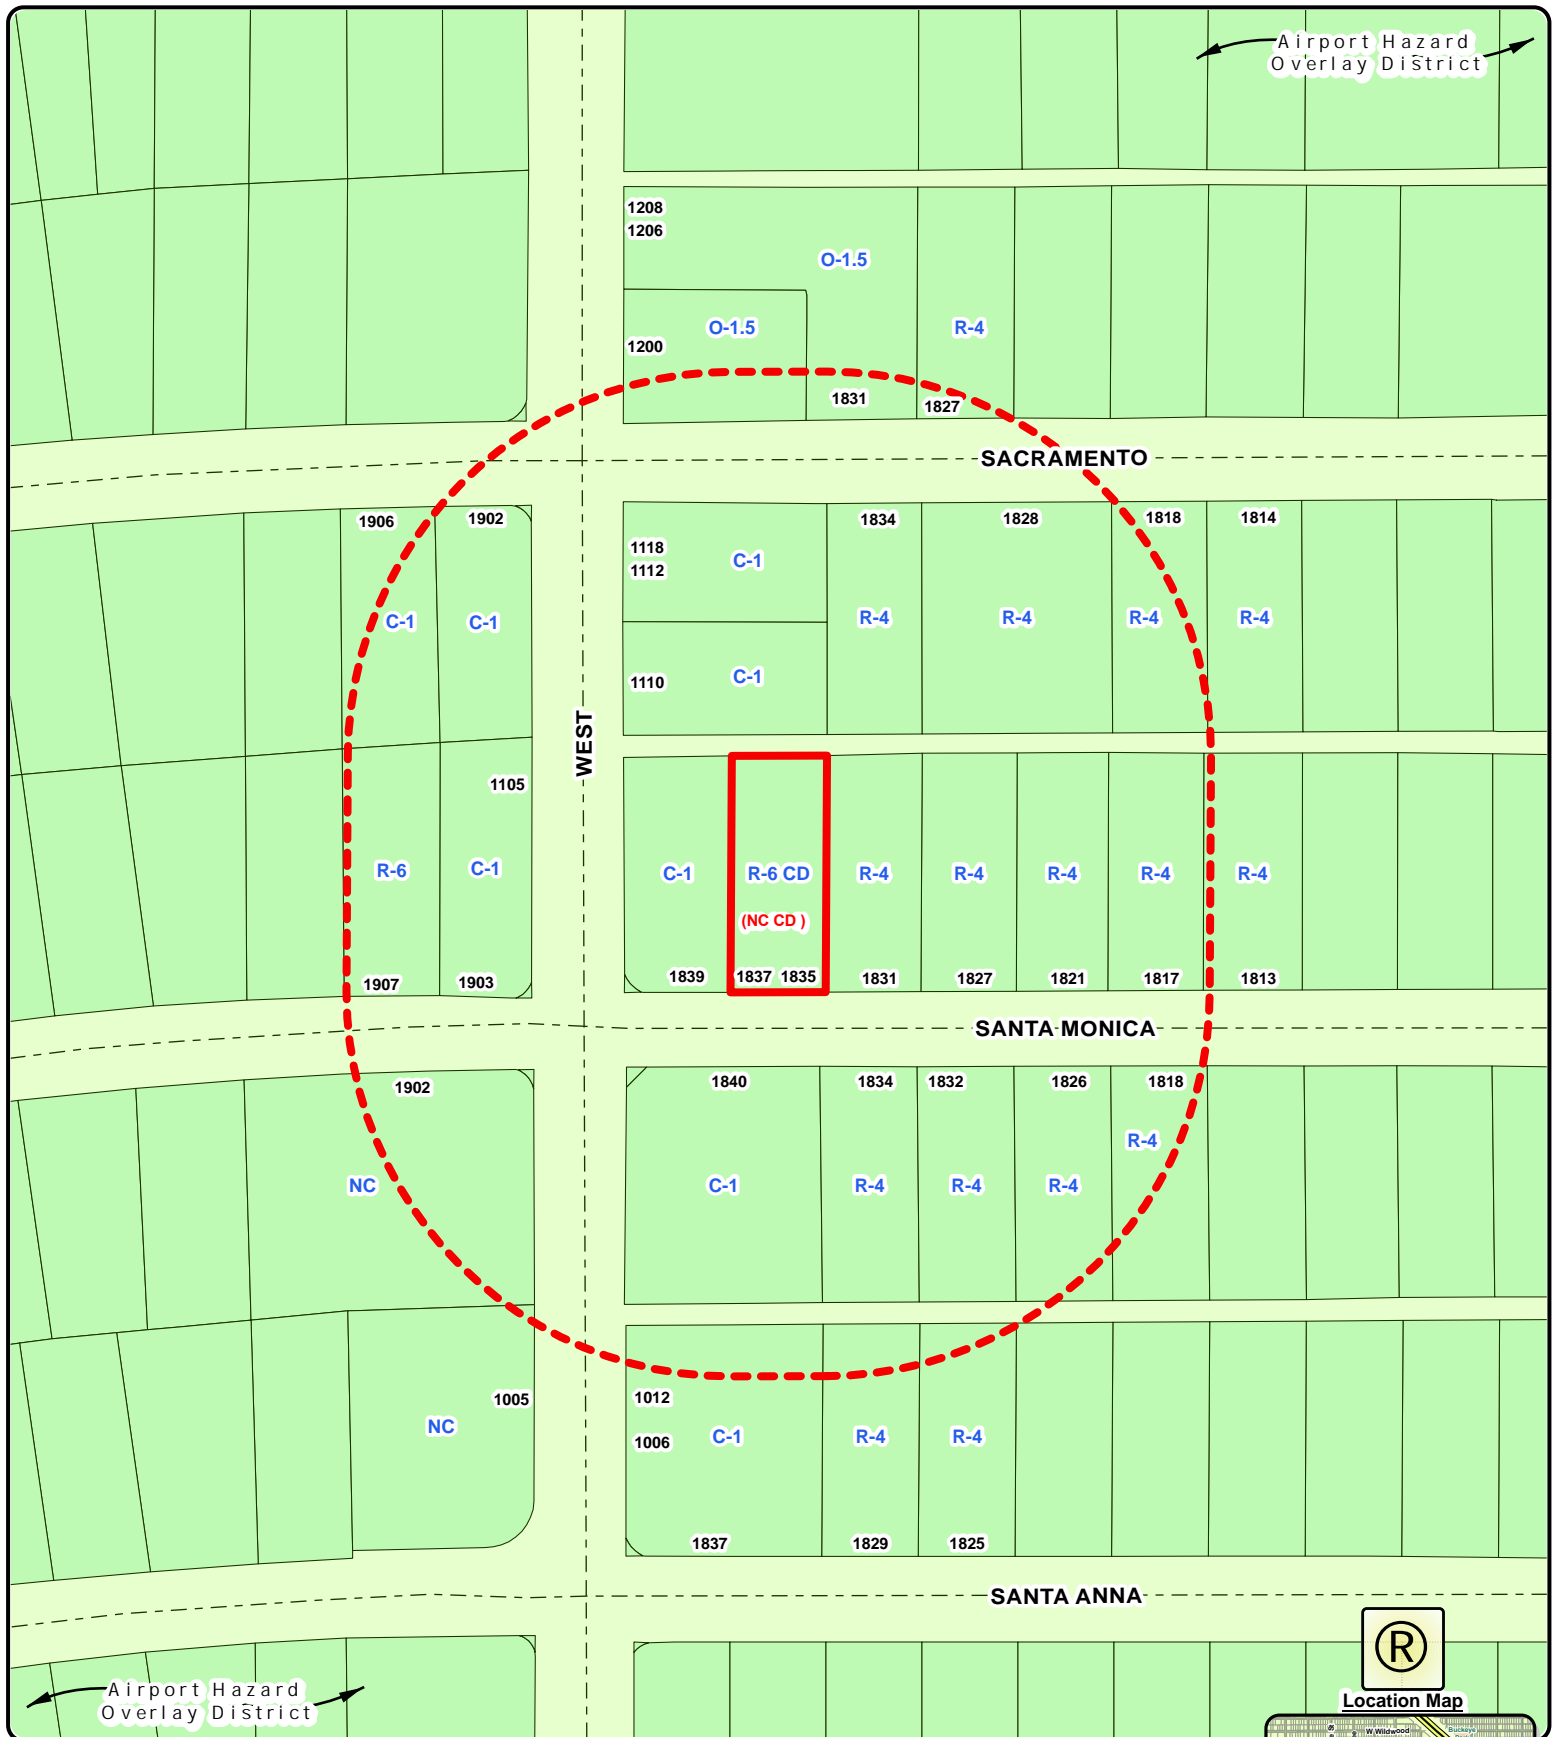 Airport Hazard
Overlay District
1208
1206
O-1.5
O-1.5
R-4
1200
1831
1827
SACRAMENTO
1906
1902
1118
1112
C-1
1834
1828
1818
1814
C-1
C-1
R-4
R-4
R-4
R-4
1110
C-1
WEST
1105
R-6
C-1
C-1
R-6 CD
R-4
R-4
R-4
R-4
R-4
(NC CD )
1907
1903
1839
1837
1835
1831
1827
1821
1817
1813
SANTA MONICA
1902
1840
1834
1832
1826
1818
R-4
NC
C-1
R-4
R-4
R-4
1005
1012
NC
1006
C-1
R-4
R-4
1837
1829
1825
SANTA ANNA
R
Airport Hazard
Overlay District
Location Map
W Wildwood
Buckeye